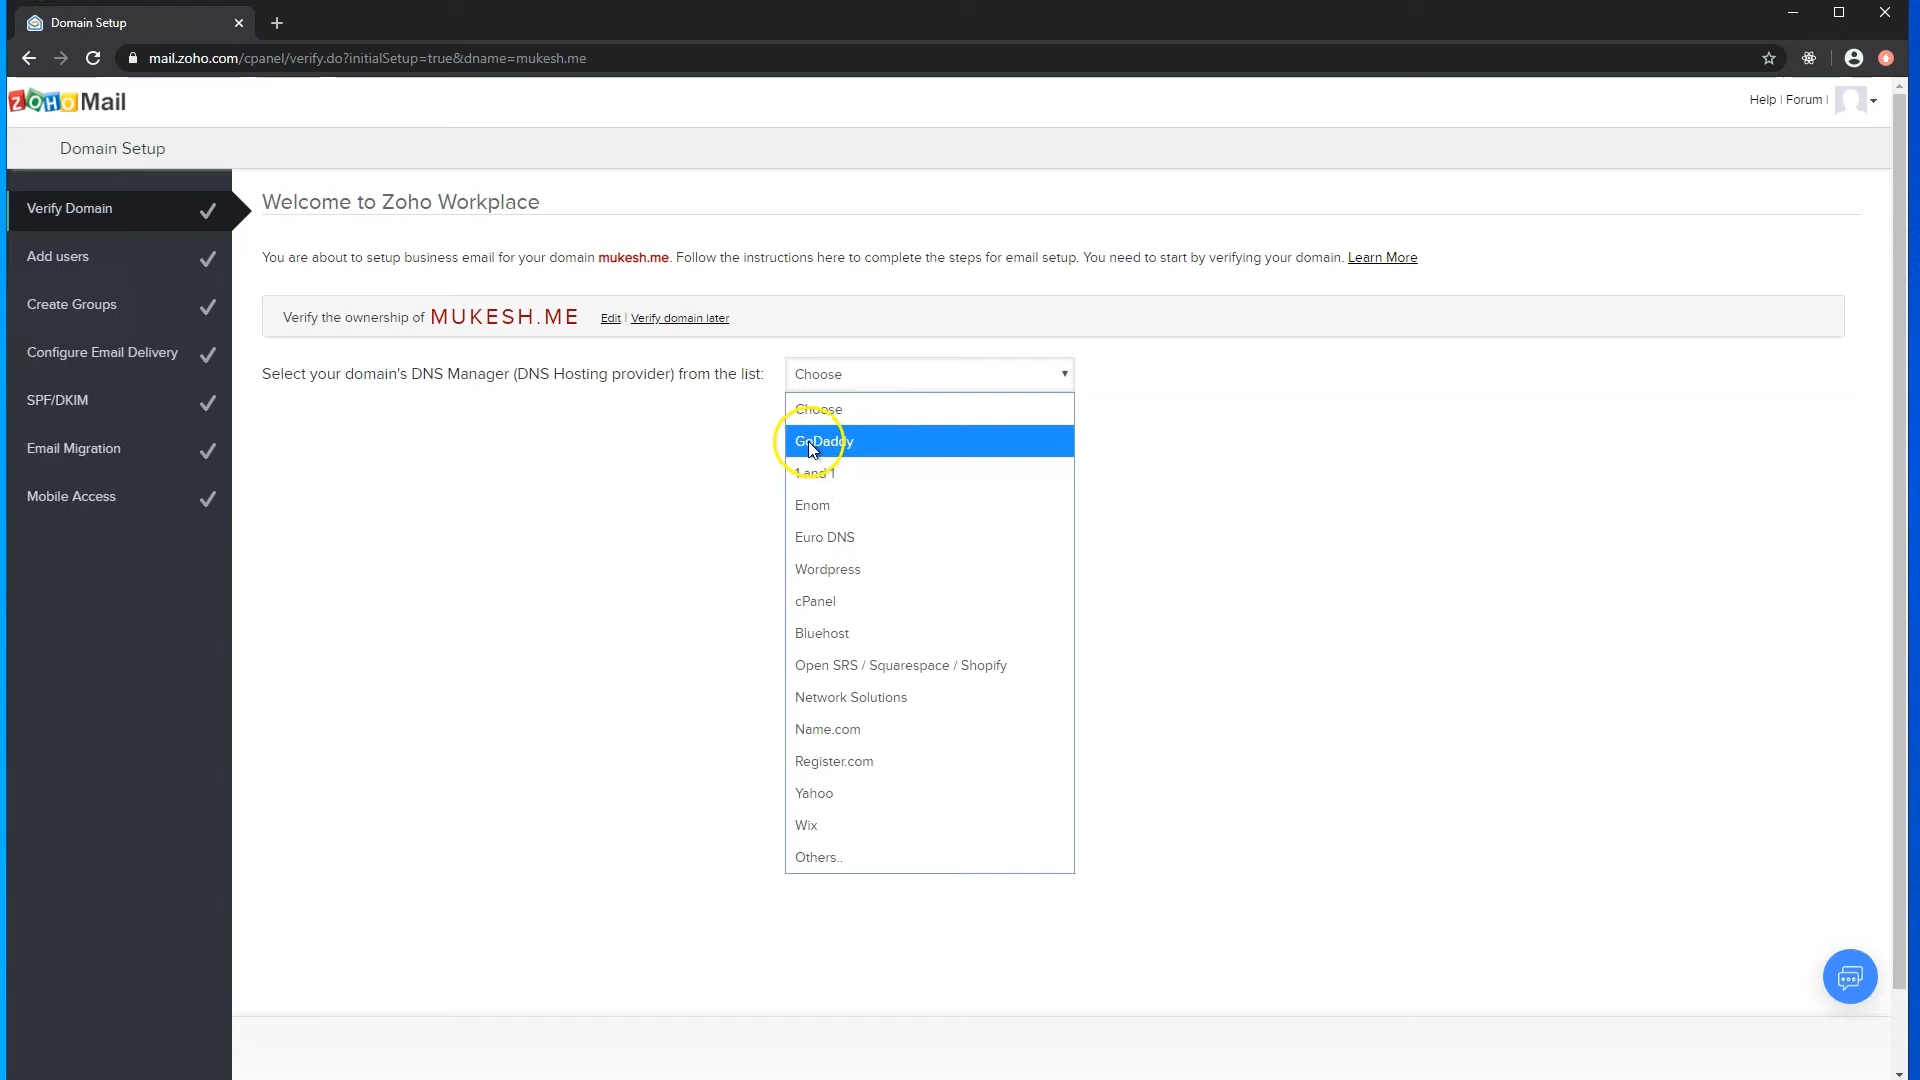 Domain Setup
mail.zoho.com/cpanel/verify.do?initialSetup=true&dname=mukesh.me
ZOHO Mail
Help | Forum |
Domain Setup
Verify Domain
Add users
Create Groups
Configure Email Delivery
SPF/DKIM
Email Migration
Mobile Access
Welcome to Zoho Workplace
You are about to setup business email for your domain mukesh.me. Follow the instructions here to complete the steps for email setup. You need to start by verifying your domain. Learn More
Verify the ownership of MUKESH.ME Edit | Verify domain later
Select your domain's DNS Manager (DNS Hosting provider) from the list: Choose
Choose
GoDaddy
1 and 1
Enom
Euro DNS
Wordpress
cPanel
Bluehost
Open SRS / Squarespace / Shopify
Network Solutions
Name.com
Register.com
Yahoo
Wix
Others..